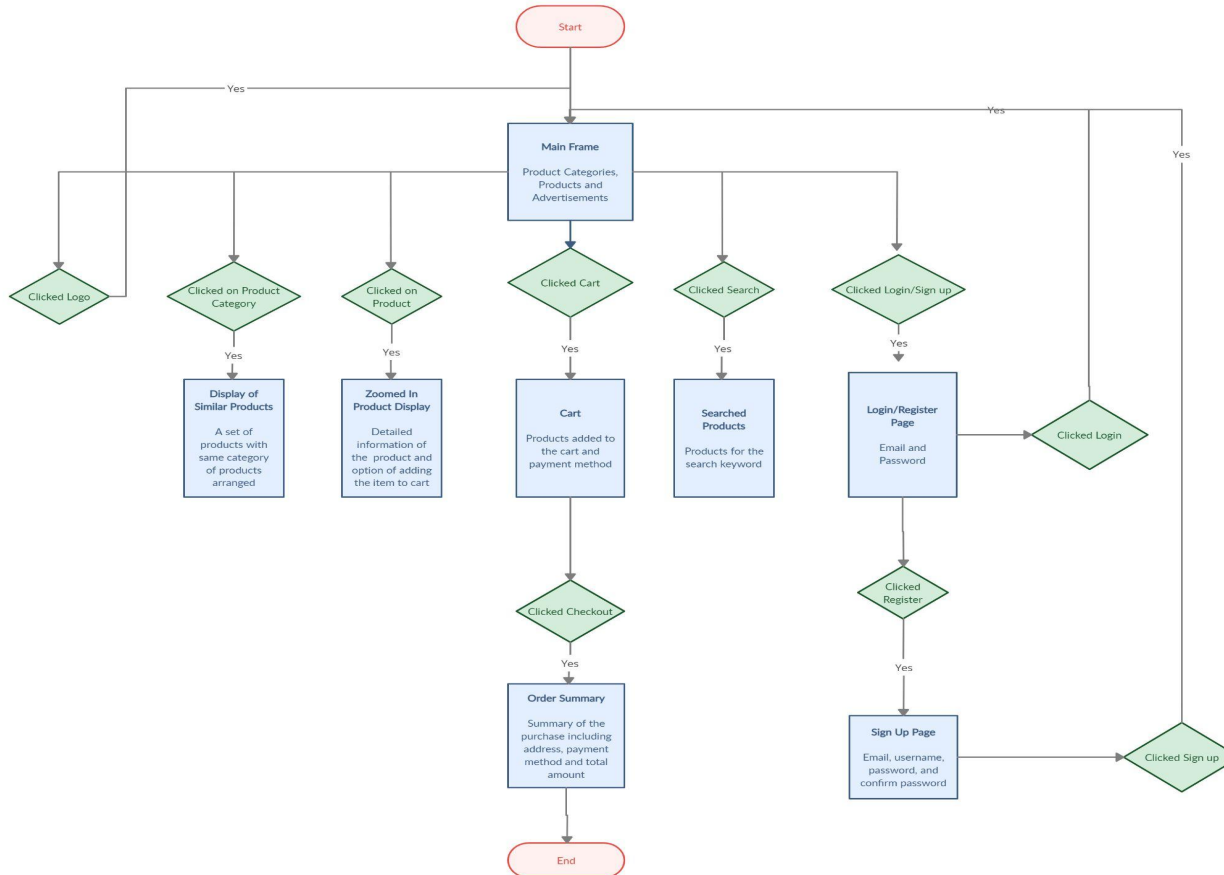 Start
Yes
Yes
Main Frame
Product Categories,
Products and
Advertisements
Yes
Clicked Logo
Clicked on Product
Category
Clicked on
Product
Clicked Cart
Clicked Search
Clicked Login/Sign up
Yes
Yes
Yes
Yes
Yes
Display of
Similar Products
A set of
products with
same category
of products
arranged
Zoomed In
Product Display
Detailed
information of
the product and
option of adding
the item to cart
Cart
Products added to
the cart and
payment method
Searched
Products
Products for the
search keyword
Login/Register
Page
Email and
Password
Clicked Login
Clicked Checkout
Clicked
Register
Yes
Yes
Order Summary
Summary of the
purchase including
address, payment
method and total
amount
Sign Up Page
Email, username,
password, and
confirm password
Clicked Sign up
End